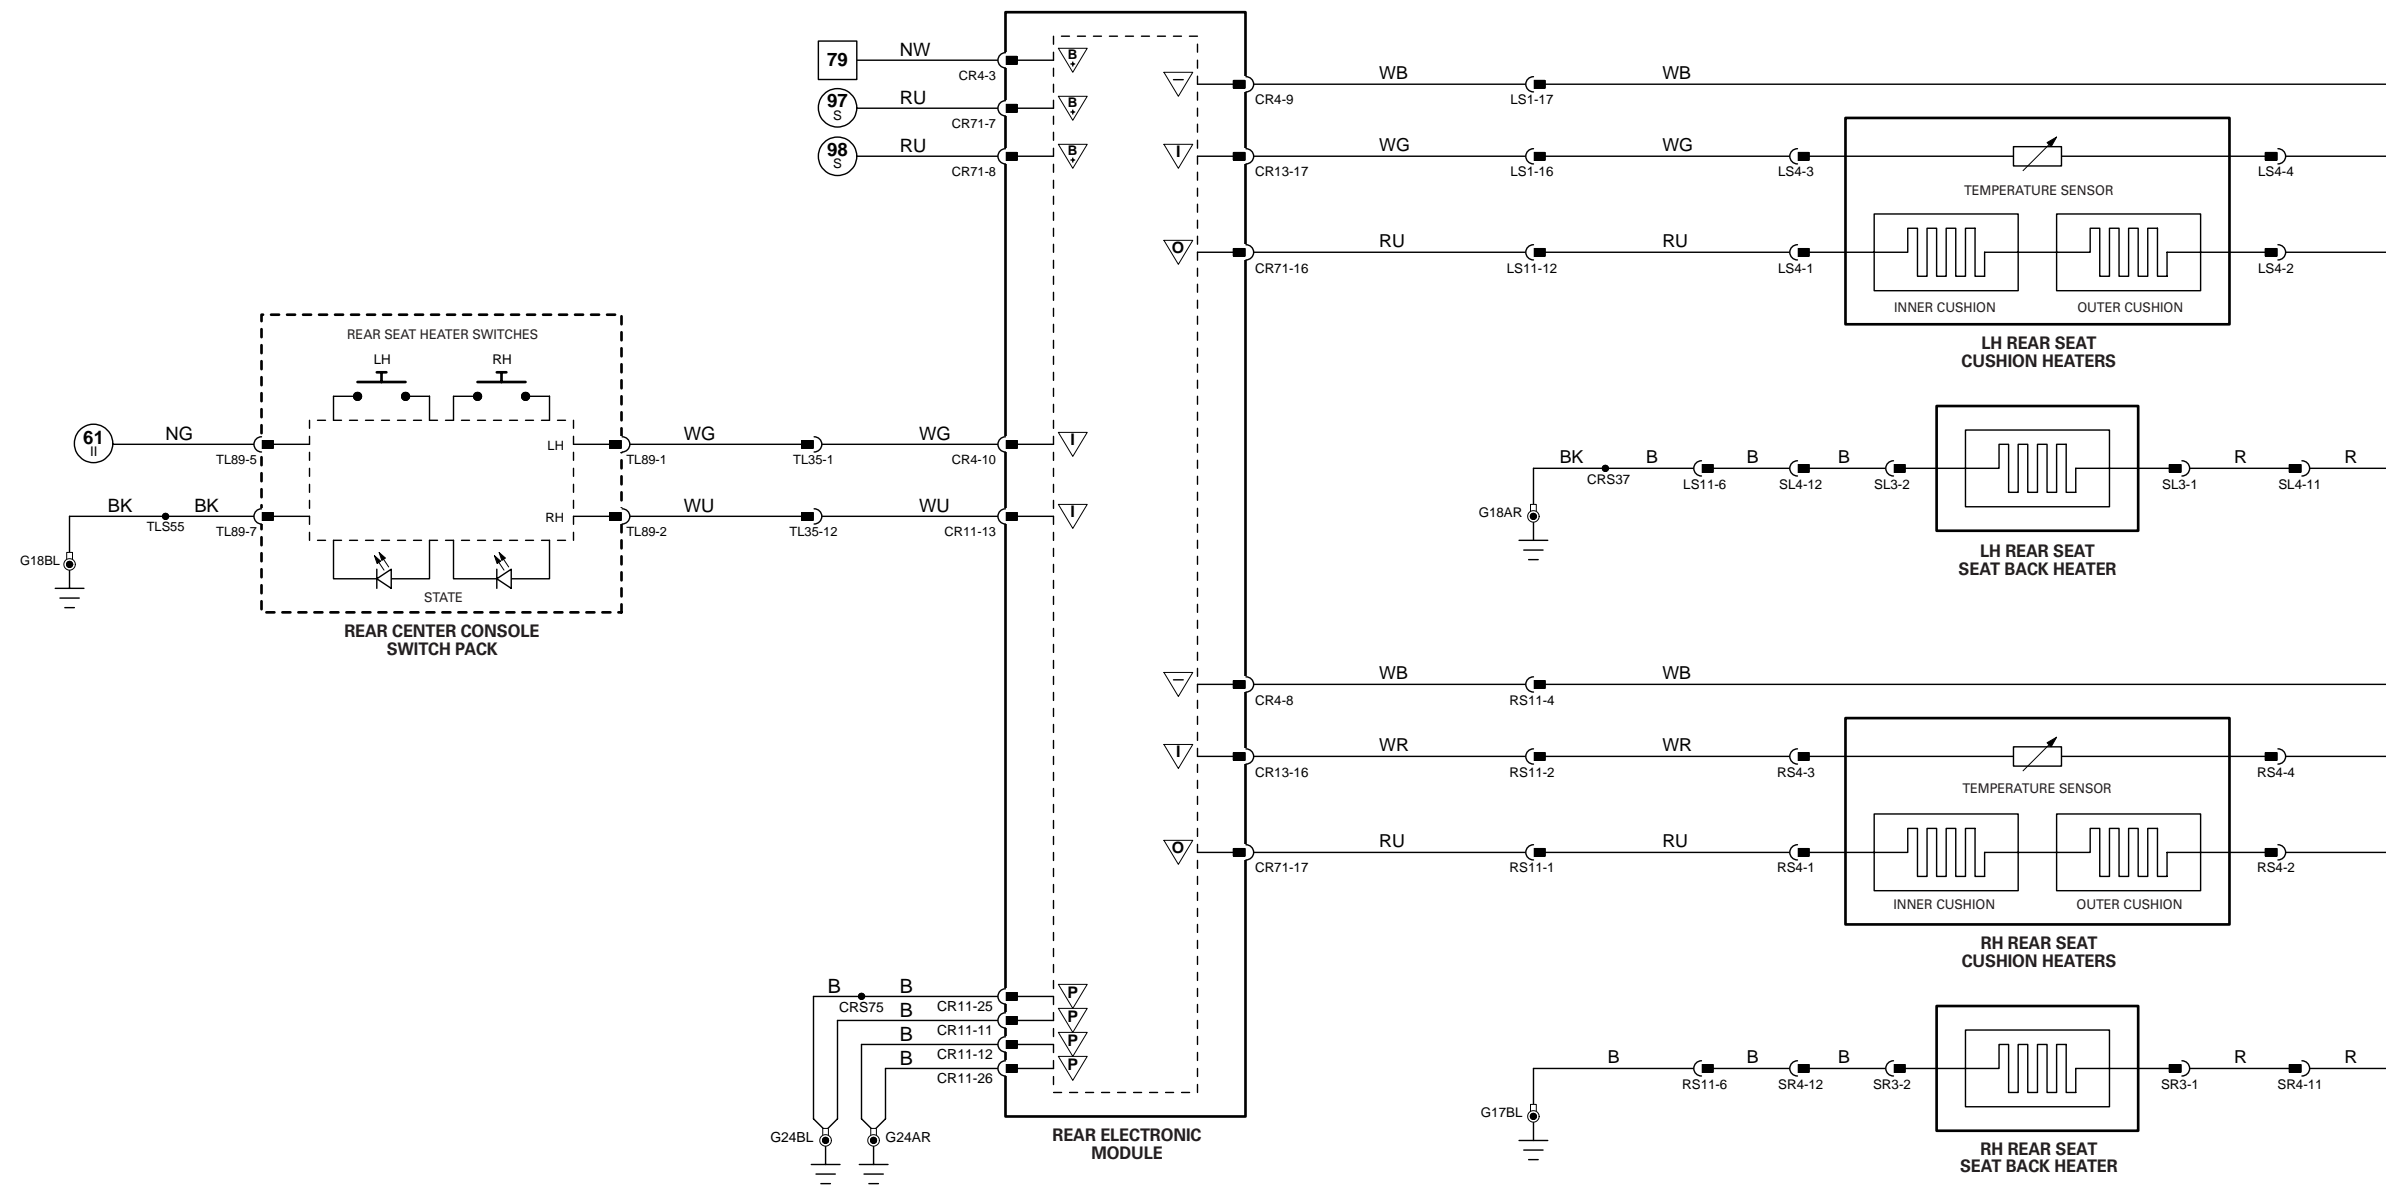 79
NW
CR4-3
B
+
97
S
RU
CR71-7
B
+
98
S
RU
CR71-8
B
+
–
CR4-9
WB
LS1-17
WB
I
CR13-17
WG
LS1-16
WG
LS4-3
TEMPERATURE SENSOR
LS4-4
O
CR71-16
RU
LS11-12
RU
LS4-1
INNER CUSHION
OUTER CUSHION
LS4-2
LH REAR SEAT
CUSHION HEATERS
REAR SEAT HEATER SWITCHES
LH
RH
61
II
NG
TL89-5
LH
TL89-1
WG
TL35-1
WG
CR4-10
I
BK
TLS55
BK
TL89-7
RH
TL89-2
WU
TL35-12
WU
CR11-13
I
G18BL
STATE
REAR CENTER CONSOLE
SWITCH PACK
BK
CRS37
B
LS11-6
B
SL4-12
B
SL3-2
SL3-1
R
SL4-11
R
G18AR
LH REAR SEAT
SEAT BACK HEATER
–
CR4-8
WB
RS11-4
WB
I
CR13-16
WR
RS11-2
WR
RS4-3
TEMPERATURE SENSOR
RS4-4
O
CR71-17
RU
RS11-1
RU
RS4-1
INNER CUSHION
OUTER CUSHION
RS4-2
RH REAR SEAT
CUSHION HEATERS
B
CRS75
B
CR11-25
P
B
CR11-11
P
B
CR11-12
P
B
CR11-26
P
G24BL
G24AR
REAR ELECTRONIC
MODULE
B
RS11-6
B
SR4-12
B
SR3-2
SR3-1
R
SR4-11
R
G17BL
RH REAR SEAT
SEAT BACK HEATER